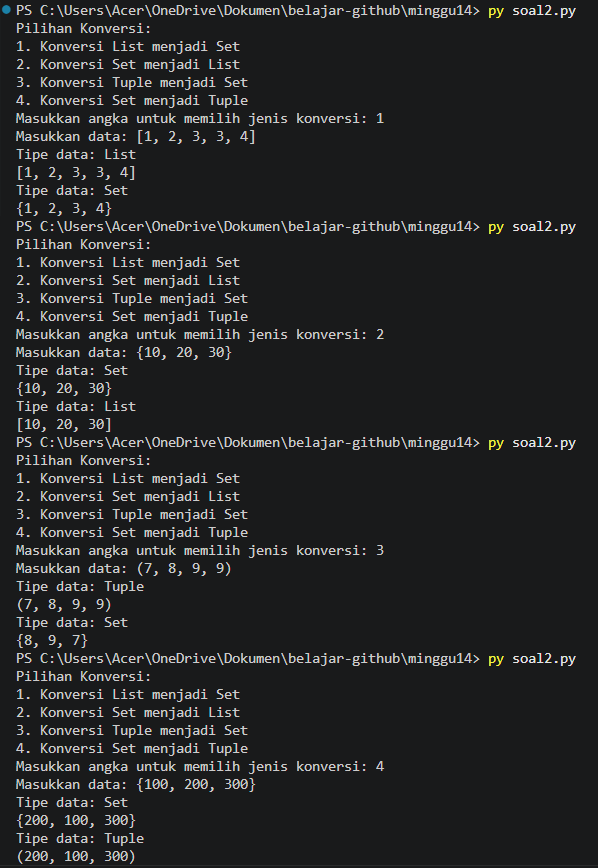 PS C:\Users\Acer\OneDrive\Dokumen\belajar-github\minggu14> py soal2.py
Pilihan Konversi:
1. Konversi List menjadi Set
2. Konversi Set menjadi List
3. Konversi Tuple menjadi Set
4. Konversi Set menjadi Tuple
Masukkan angka untuk memilih jenis konversi: 1
Masukkan data: [1, 2, 3, 3, 4]
Tipe data: List
[1, 2, 3, 3, 4]
Tipe data: Set
{1, 2, 3, 4}
PS C:\Users\Acer\OneDrive\Dokumen\belajar-github\minggu14> py soal2.py
Pilihan Konversi:
1. Konversi List menjadi Set
2. Konversi Set menjadi List
3. Konversi Tuple menjadi Set
4. Konversi Set menjadi Tuple
Masukkan angka untuk memilih jenis konversi: 2
Masukkan data: {10, 20, 30}
Tipe data: Set
{10, 20, 30}
Tipe data: List
[10, 20, 30]
PS C:\Users\Acer\OneDrive\Dokumen\belajar-github\minggu14> py soal2.py
Pilihan Konversi:
1. Konversi List menjadi Set
2. Konversi Set menjadi List
3. Konversi Tuple menjadi Set
4. Konversi Set menjadi Tuple
Masukkan angka untuk memilih jenis konversi: 3
Masukkan data: (7, 8, 9, 9)
Tipe data: Tuple
(7, 8, 9, 9)
Tipe data: Set
{8, 9, 7}
PS C:\Users\Acer\OneDrive\Dokumen\belajar-github\minggu14> py soal2.py
Pilihan Konversi:
1. Konversi List menjadi Set
2. Konversi Set menjadi List
3. Konversi Tuple menjadi Set
4. Konversi Set menjadi Tuple
Masukkan angka untuk memilih jenis konversi: 4
Masukkan data: {100, 200, 300}
Tipe data: Set
{200, 100, 300}
Tipe data: Tuple
(200, 100, 300)